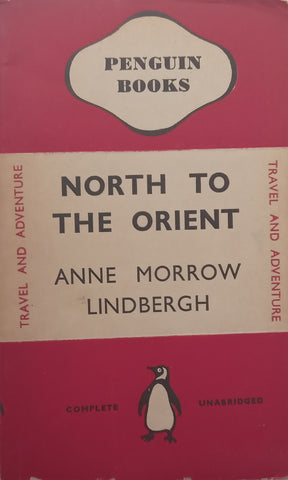 PENGUIN
BOOKS
TRAVEL AND ADVENTURE
NORTH TO
THE ORIENT
ANNE MORROW
LINDBERGH
TRAVEL AND ADVENTURE
COMPLETE
UNABRIDGED